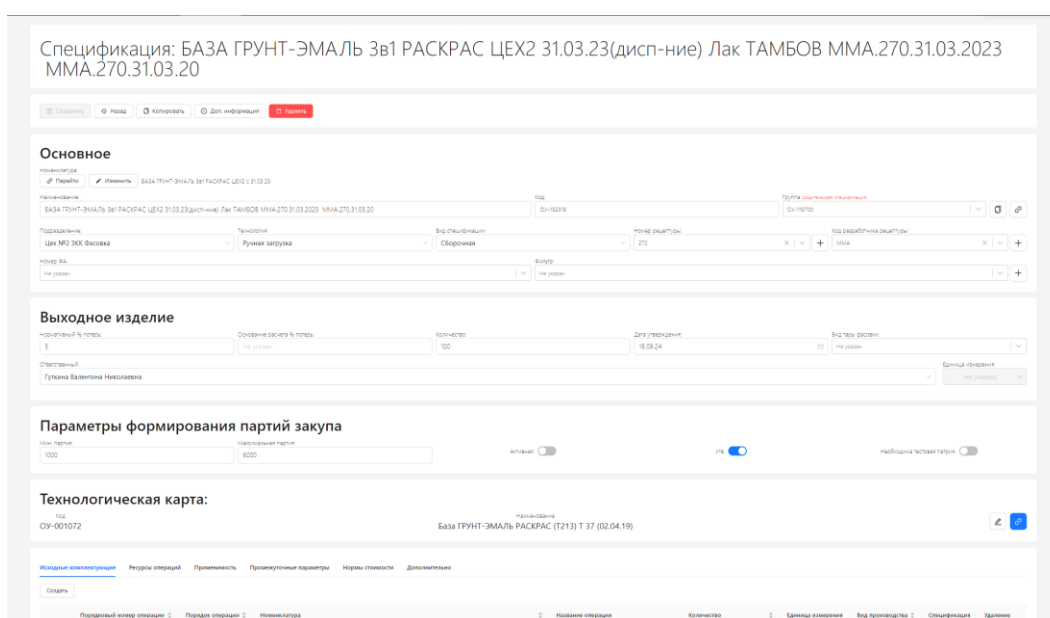 Спецификация: БАЗА ГРУНТ-ЭМАЛЬ 3в1 РАСКРАС ЦЕХ2 31.03.23(дисп-ние) Лак ТАМБОВ ММА.270.31.03.2023
ММА.270.31.03.20
Сохранить Назад Копировать Доп. информация Удалить
Основное
Номенклатура:
Перейти Изменить БАЗА ГРУНТ-ЭМАЛЬ 3в1 РАСКРАС ЦЕХ2 с 31.03.23
Наименование: Код: Группа (родительская спецификация):
БАЗА ГРУНТ-ЭМАЛЬ 3в1 РАСКРАС ЦЕХ2 31.03.23(дисп-ние) Лак ТАМБОВ ММА.270.31.03.2023 ММА.270.31.03.20 ОУ-119700
Подразделение: Технология: Вид спецификации: Номер рецептуры: Код разработчика рецептуры:
Цех №2 ЗКК Фасовка Ручная загрузка Сборочная 270 ММА
Номер ФА: Фильтр:
Не указан Не указан
Выходное изделие
Нормативный % потерь: Основание расчета % потерь: Количество: Дата утверждения: Вид тары фасовки:
5 Не указан 100 18.09.24 Не указан
Ответственный: Единица измерения:
Гуткина Валентина Николаевна Не указана
Параметры формирования партий закупа
Мин. партия: Максимальная партия:
1000 6000 Активная: Утв: Необходима тестовая патрия:
Технологическая карта:
Код: Наименование:
ОУ-001072 База ГРУНТ-ЭМАЛЬ РАСКРАС (Т213) Т 37 (02.04.19)
Исходные комплектующие Ресурсы операций Применимость Промежуточные параметры Нормы стоимости Дополнительно
Создать
Порядковый номер операции Порядок операции Номенклатура Название операции Количество Единица измерения Вид производства Спецификация Удаление